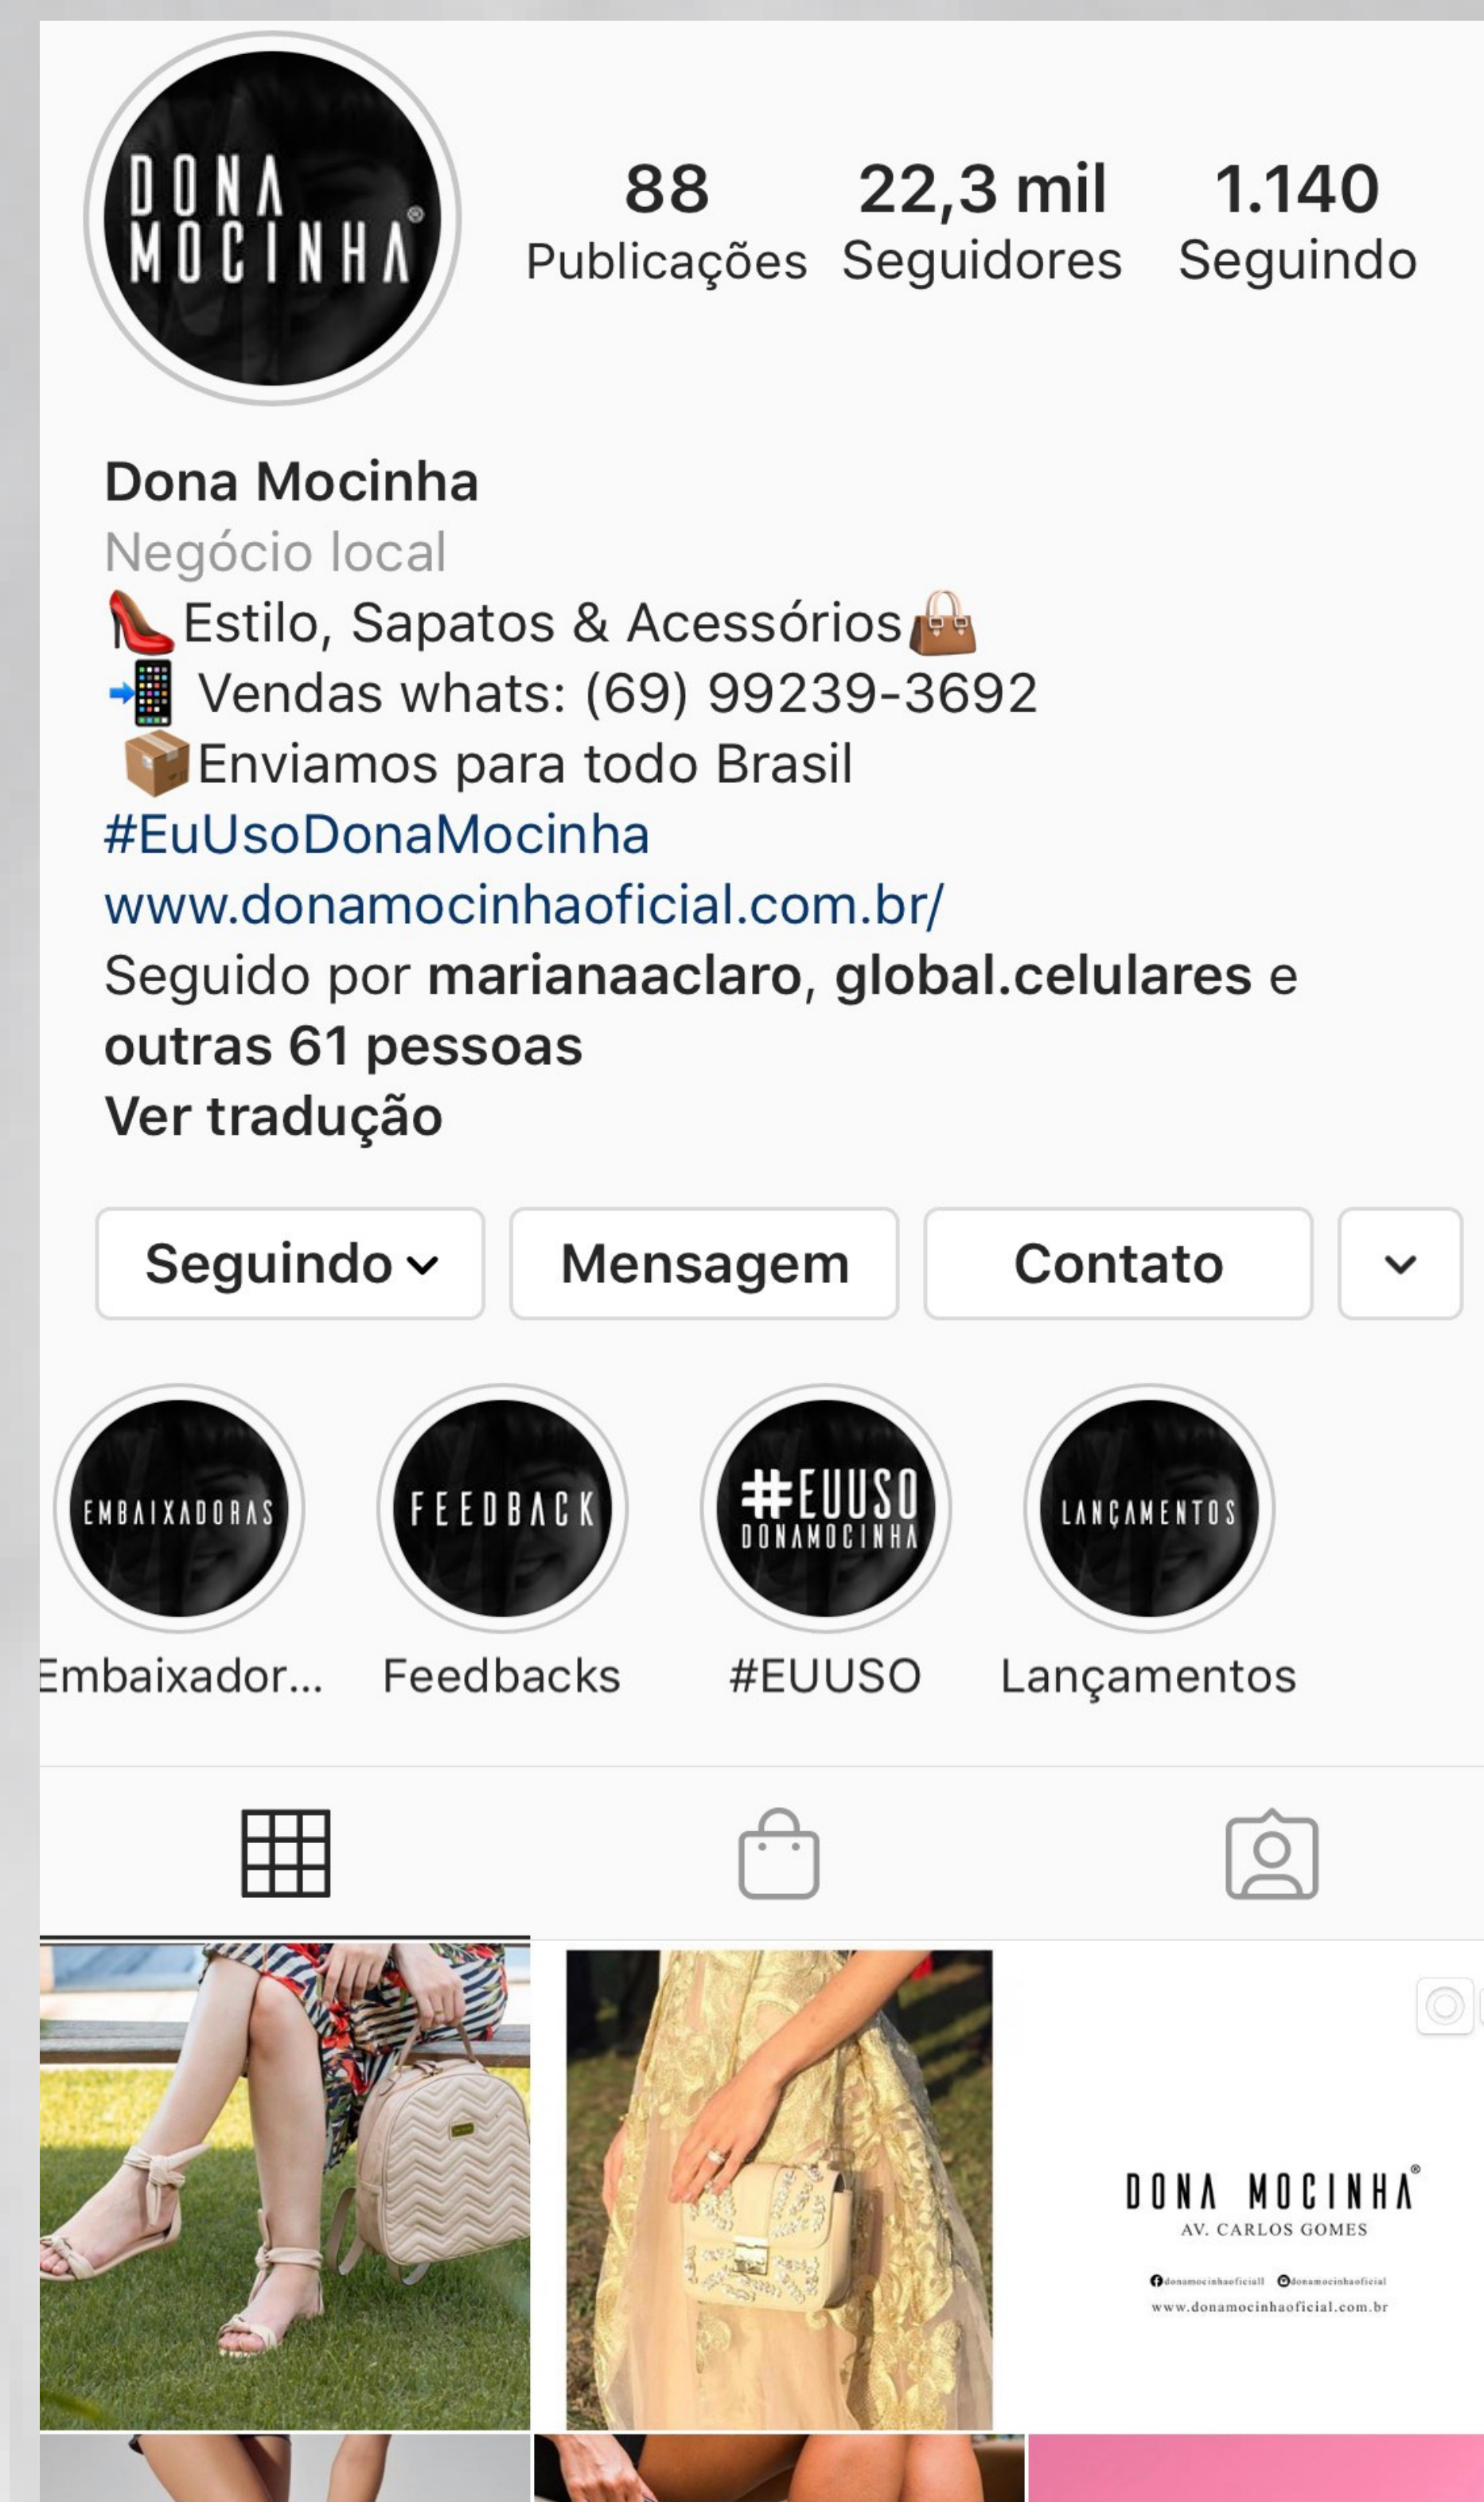 DONA
MOCINHA®
88
Publicações
22,3 mil
Seguidores
1.140
Seguindo
Dona Mocinha
Negócio local
👠Estilo, Sapatos & Acessórios👜
📲 Vendas whats: (69) 99239-3692
📦Enviamos para todo Brasil
#EuUsoDonaMocinha
www.donamocinhaoficial.com.br/
Seguido por marianaaclaro, global.celulares e
outras 61 pessoas
Ver tradução
Seguindo
Mensagem
Contato
EMBAIXADORAS
FEEDBACK
#EUUSO
DONAMOCINHA
LANÇAMENTOS
Embaixador...
Feedbacks
#EUUSO
Lançamentos
DONA MOCINHA®
AV. CARLOS GOMES
donamocinhaoficiall donamocinhaoficial
www.donamocinhaoficial.com.br